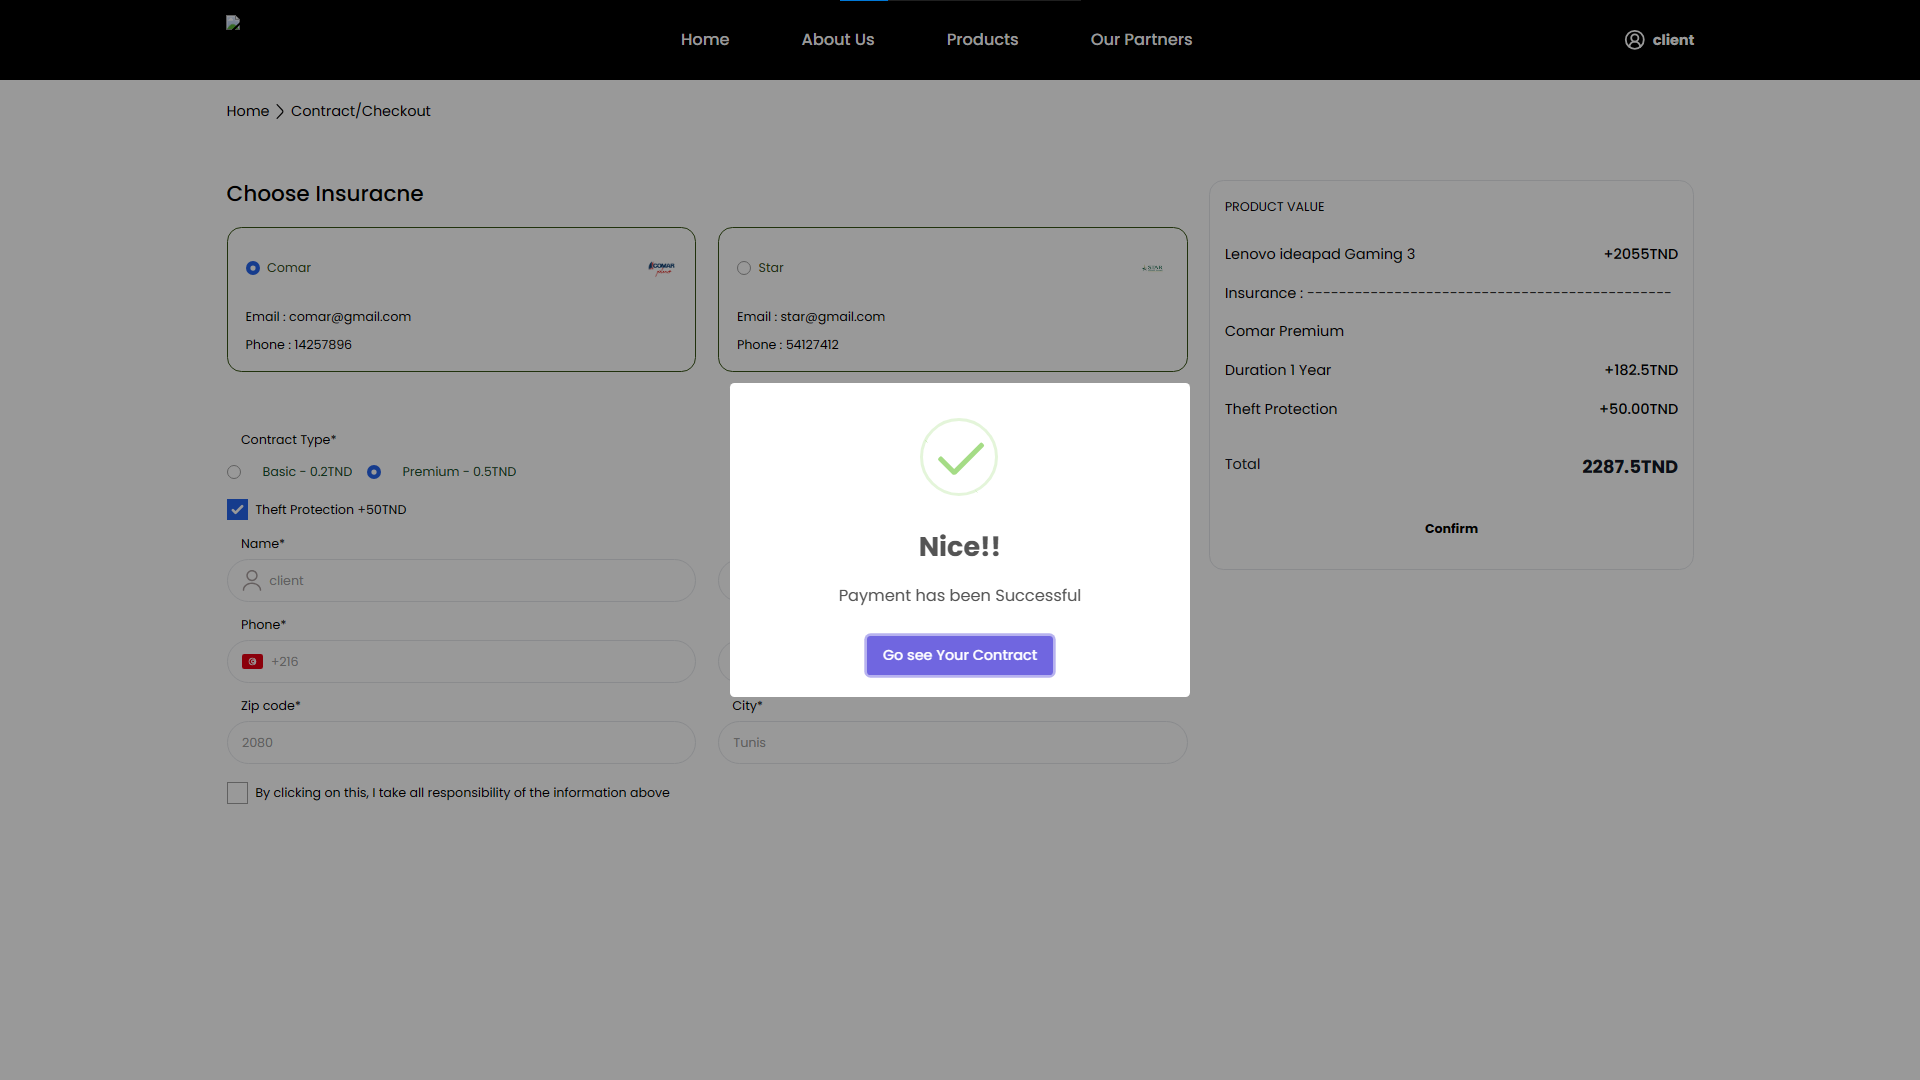 Home
About Us
Products
Our Partners
client
Home > Contract/Checkout
Choose Insuracne
Comar
COMAR
Email : comar@gmail.com
Phone : 14257896
Star
STAR
Email : star@gmail.com
Phone : 54127412
Contract Type*
Basic - 0.2TND
Premium - 0.5TND
Theft Protection +50TND
Name*
client
Phone*
+216
Zip code*
2080
City*
Tunis
By clicking on this, I take all responsibility of the information above
PRODUCT VALUE
Lenovo ideapad Gaming 3 +2055TND
Insurance : ----------------------------------------------
Comar Premium
Duration 1 Year +182.5TND
Theft Protection +50.00TND
Total 2287.5TND
Confirm
Nice!!
Payment has been Successful
Go see Your Contract